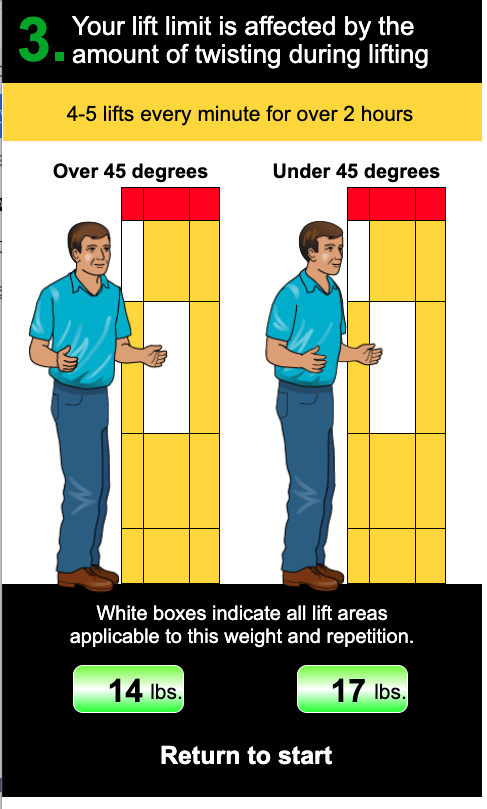 3. Your lift limit is affected by the
amount of twisting during lifting
4-5 lifts every minute for over 2 hours
Over 45 degrees
Under 45 degrees
White boxes indicate all lift areas
applicable to this weight and repetition.
14 lbs.
17 lbs.
Return to start